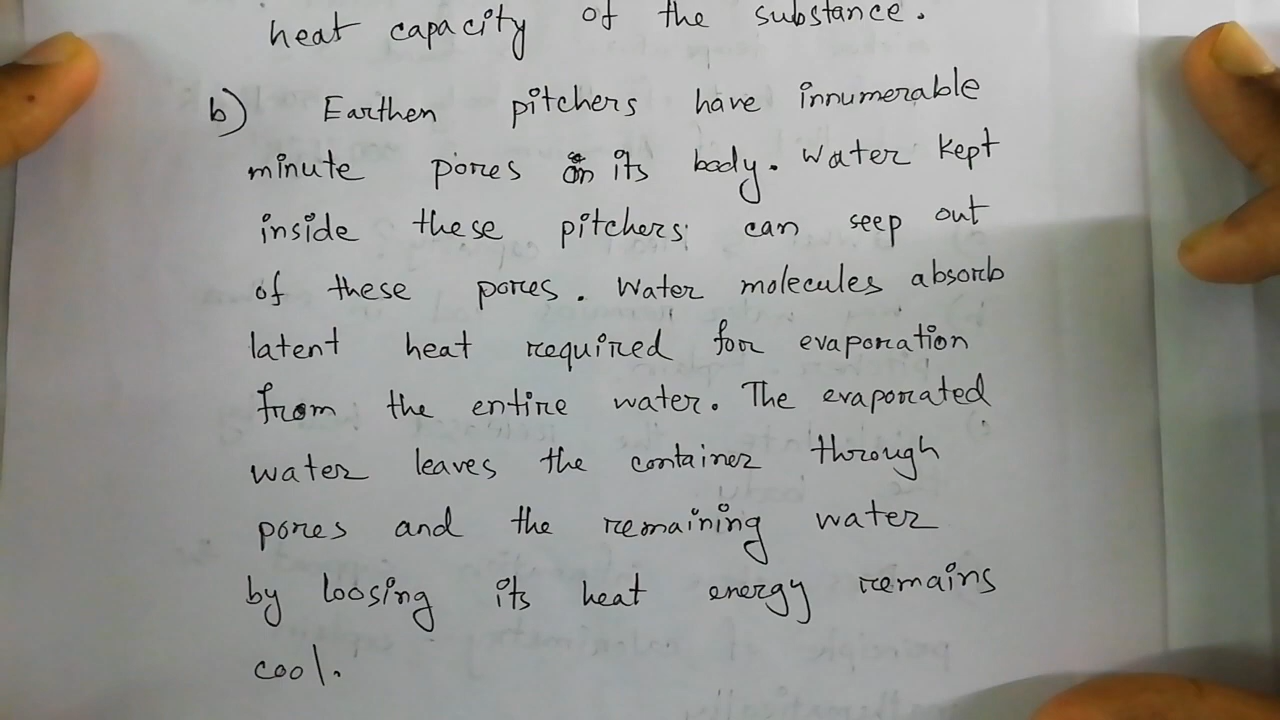 heat capacity of the substance.
b) Earthen pitchers have innumerable
minute pores in its body. Water kept
inside these pitchers can seep out
of these pores. Water molecules absorb
latent heat required for evaporation
from the entire water. The evaporated
water leaves the container through
pores and the remaining water
by loosing its heat energy remains
cool.